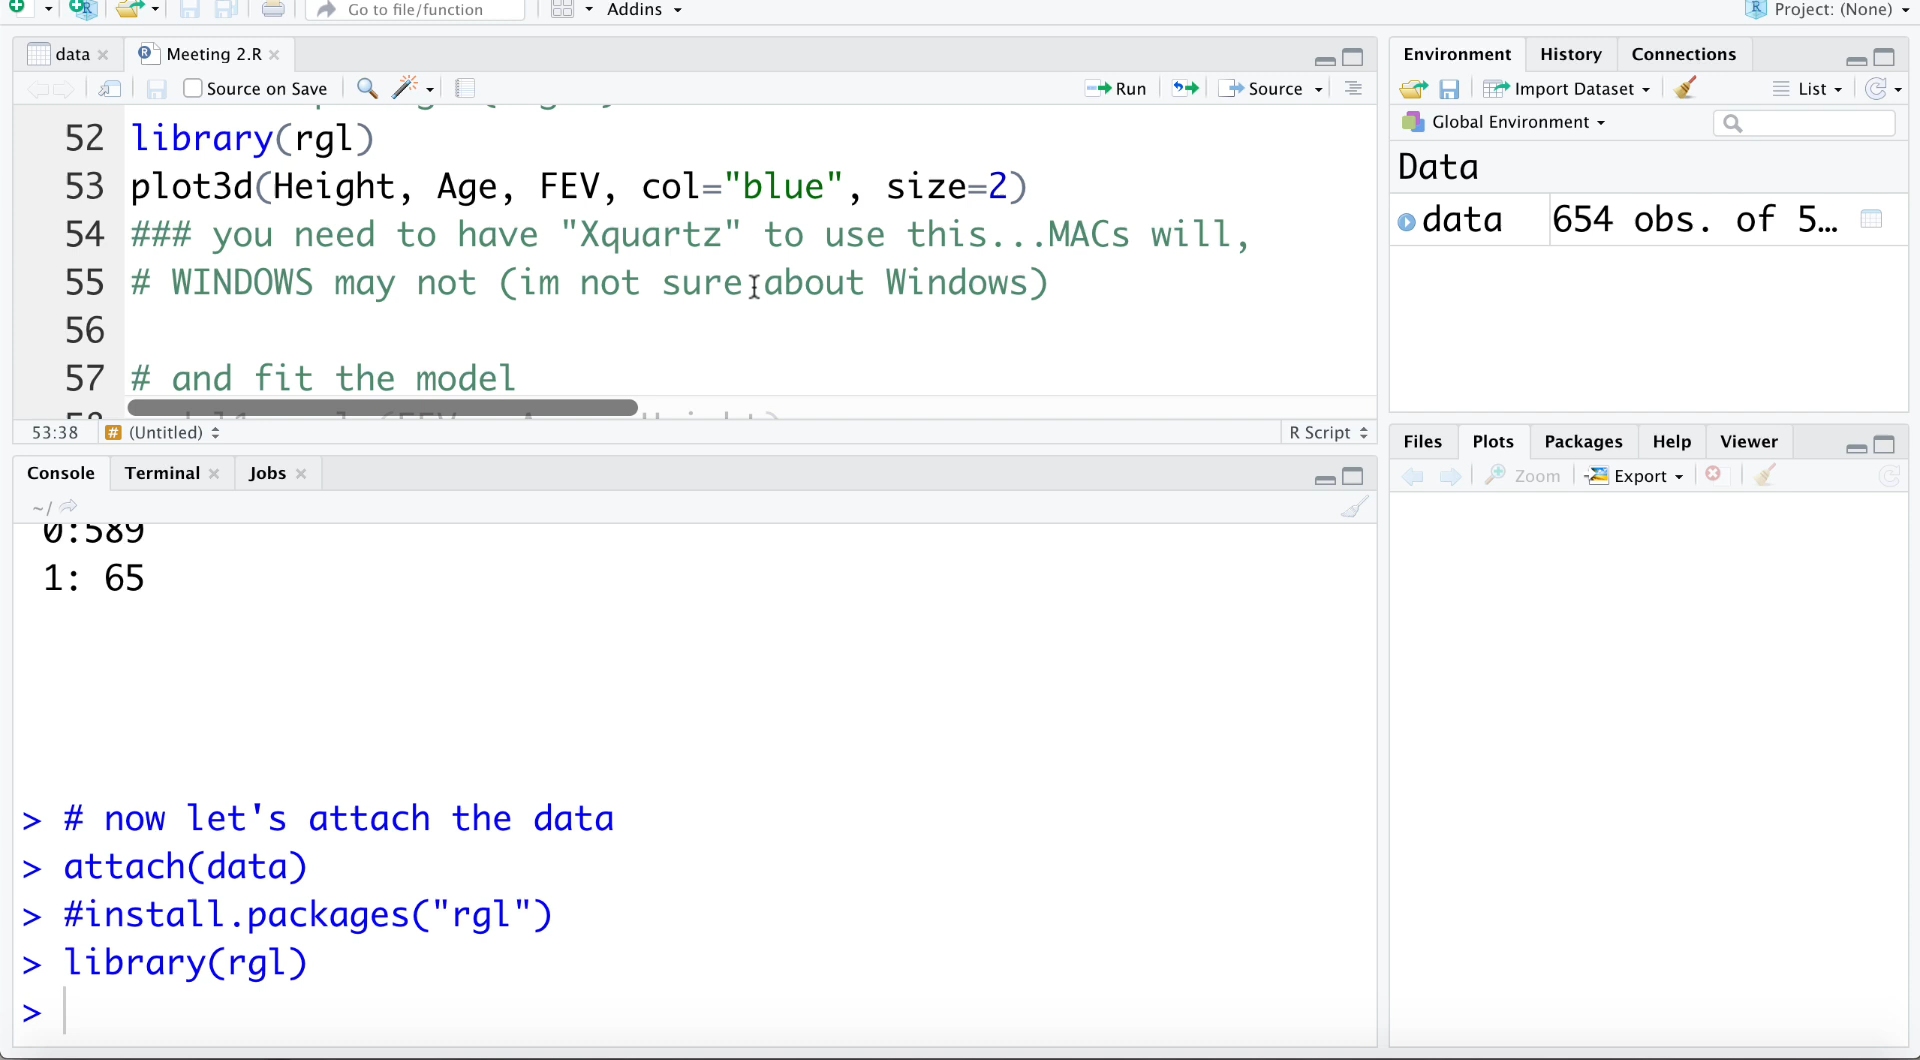 Go to file/function
Addins
Project: (None)
data
Meeting 2.R
Source on Save
Run
Source
52 library(rgl)
53 plot3d(Height, Age, FEV, col="blue", size=2)
54 ### you need to have "Xquartz" to use this...MACs will,
55 # WINDOWS may not (im not sure about Windows)
56
57 # and fit the model
53:38
# (Untitled)
R Script
Console
Terminal
Jobs
~/
0:589
1: 65
> # now let's attach the data
> attach(data)
> #install.packages("rgl")
> library(rgl)
>
Environment
History
Connections
Import Dataset
List
Global Environment
Data
data
654 obs. of 5…
Files
Plots
Packages
Help
Viewer
Zoom
Export